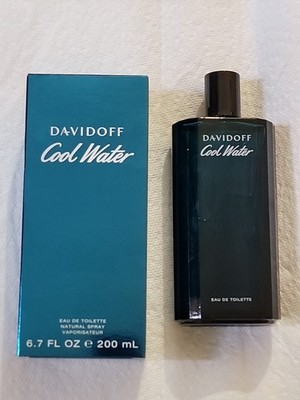 DAVIDOFF
Cool Water
EAU DE TOILETTE
NATURAL SPRAY
VAPORISATEUR
6.7 FL OZ e 200 mL
DAVIDOFF
Cool Water
EAU DE TOILETTE